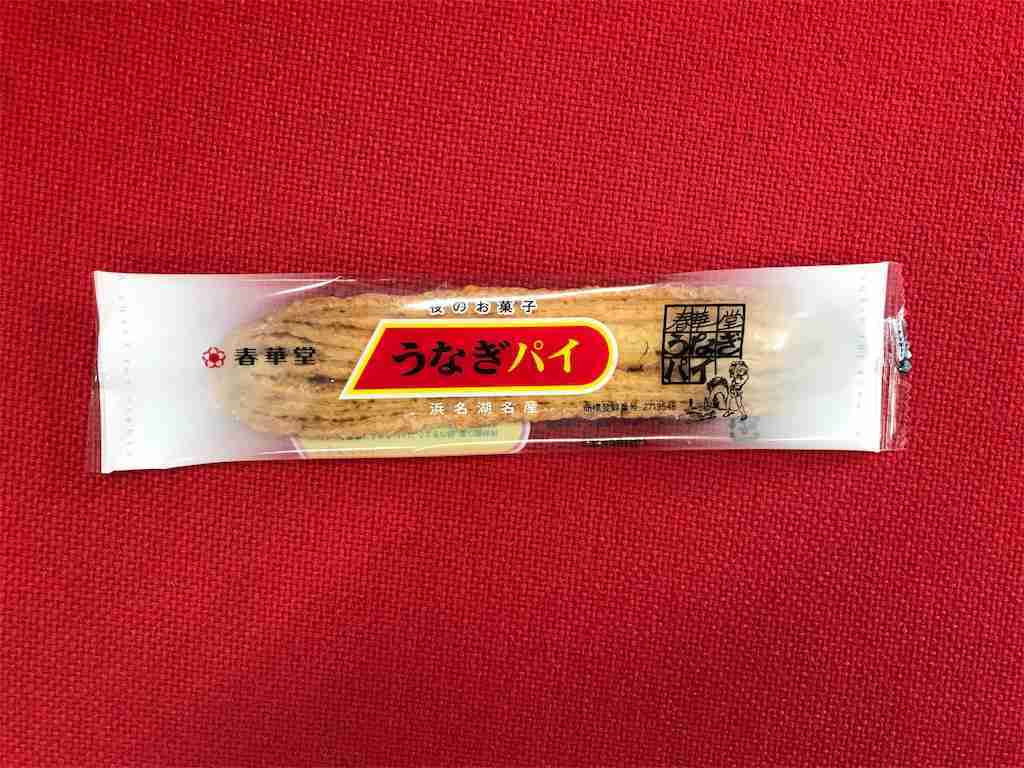 夜のお菓子
春華堂
うなぎパイ
浜名湖名産
春華堂
うなぎ
パイ